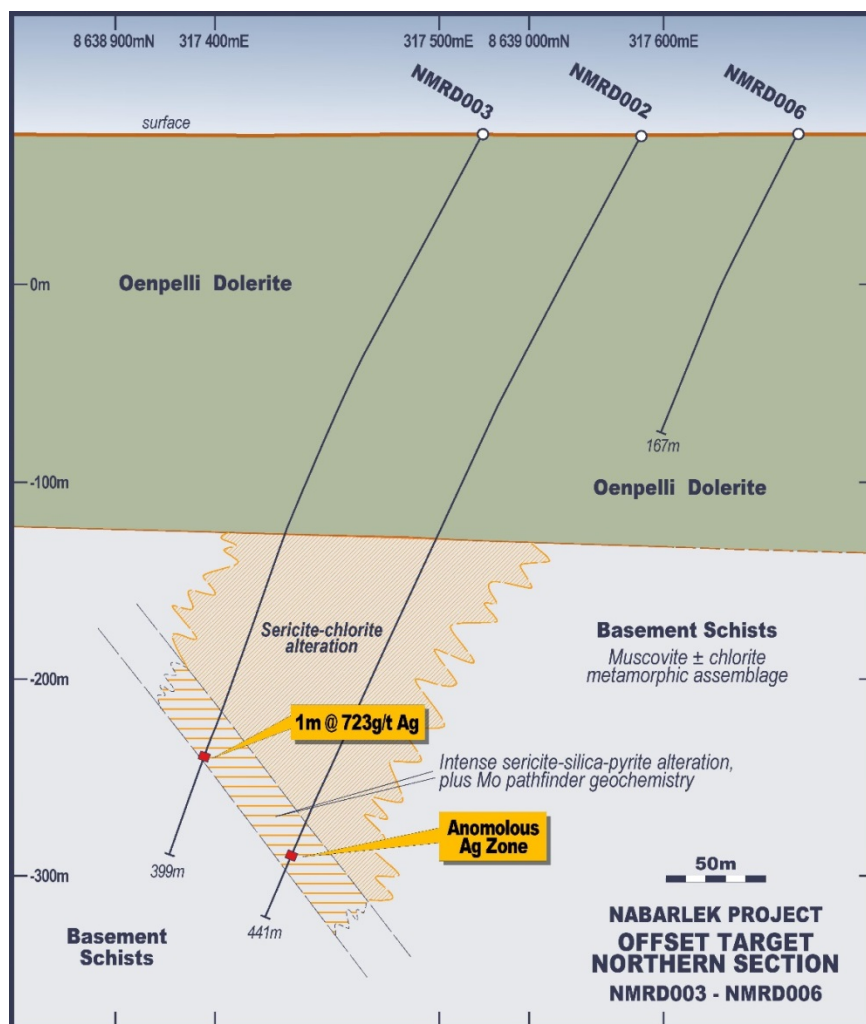 8 638 900mN
317 400mE
317 500mE
8 639 000mN
317 600mE
NMRD003
NMRD002
NMRD006
surface
0m
Oenpelli Dolerite
167m
-100m
Oenpelli Dolerite
Sericite-chlorite
alteration
Basement Schists
Muscovite ± chlorite
metamorphic assemblage
-200m
1m @ 723g/t Ag
Intense sericite-silica-pyrite alteration,
plus Mo pathfinder geochemistry
Anomolous
Ag Zone
399m
-300m
50m
441m
Basement
Schists
NABARLEK PROJECT
OFFSET TARGET
NORTHERN SECTION
NMRD003 - NMRD006